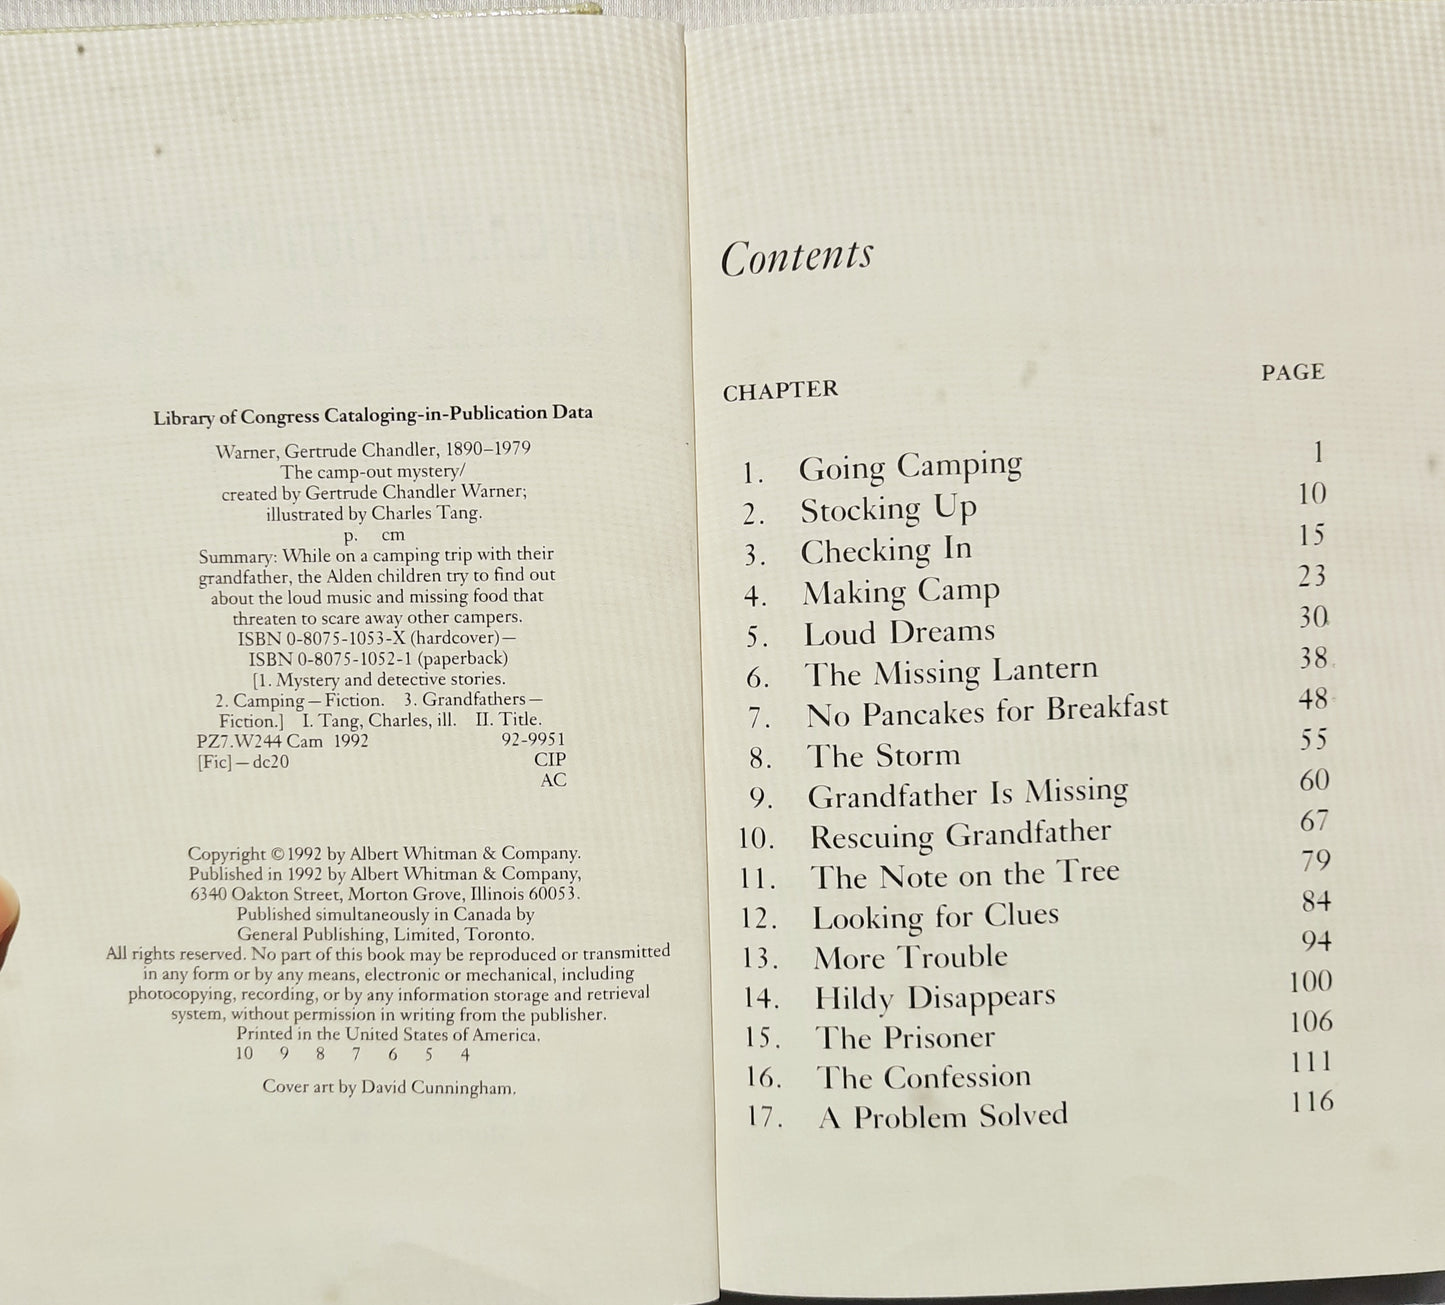 Library of Congress Cataloging-in-Publication Data
Warner, Gertrude Chandler, 1890–1979
The camp-out mystery/
created by Gertrude Chandler Warner;
illustrated by Charles Tang.
p. cm
Summary: While on a camping trip with their
grandfather, the Alden children try to find out
about the loud music and missing food that
threaten to scare away other campers.
ISBN 0-8075-1053-X (hardcover)—
ISBN 0-8075-1052-1 (paperback)
[1. Mystery and detective stories.
2. Camping—Fiction. 3. Grandfathers—
Fiction.] I. Tang, Charles, ill. II. Title.
PZ7.W244 Cam 1992 92-9951
[Fic]—dc20 CIP
AC
Copyright © 1992 by Albert Whitman & Company.
Published in 1992 by Albert Whitman & Company,
6340 Oakton Street, Morton Grove, Illinois 60053.
Published simultaneously in Canada by
General Publishing, Limited, Toronto.
All rights reserved. No part of this book may be reproduced or transmitted
in any form or by any means, electronic or mechanical, including
photocopying, recording, or by any information storage and retrieval
system, without permission in writing from the publisher.
Printed in the United States of America.
10 9 8 7 6 5 4
Cover art by David Cunningham.
Contents
CHAPTER PAGE
1. Going Camping 1
2. Stocking Up 10
3. Checking In 15
4. Making Camp 23
5. Loud Dreams 30
6. The Missing Lantern 38
7. No Pancakes for Breakfast 48
8. The Storm 55
9. Grandfather Is Missing 60
10. Rescuing Grandfather 67
11. The Note on the Tree 79
12. Looking for Clues 84
13. More Trouble 94
14. Hildy Disappears 100
15. The Prisoner 106
16. The Confession 111
17. A Problem Solved 116